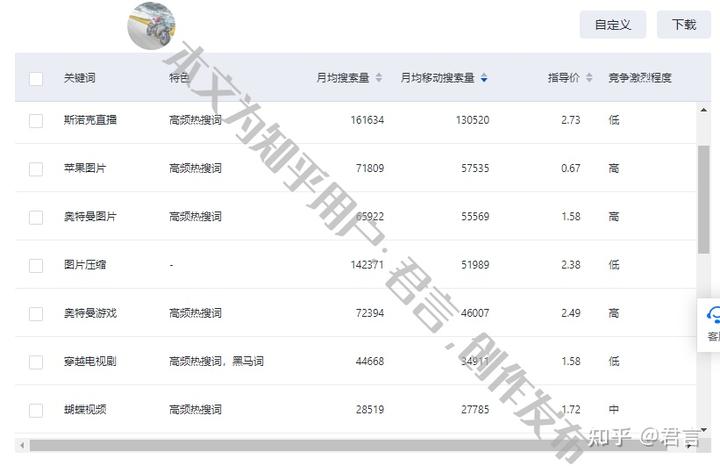 自定义 下载
关键词 特色 月均搜索量 月均移动搜索量 指导价 竞争激烈程度
斯诺克直播 高频热搜词 161634 130520 2.73 低
苹果图片 高频热搜词 71809 57535 0.67 高
奥特曼图片 高频热搜词 65922 55569 1.58 高
图片压缩 - 142371 51989 2.38 低
奥特曼游戏 高频热搜词 72394 46007 2.49 高
穿越电视剧 高频热搜词，黑马词 44668 34911 1.58 低
蝴蝶视频 高频热搜词 28519 27785 1.72 中
本文为知乎用户:君言,创作发布
知乎 @君言